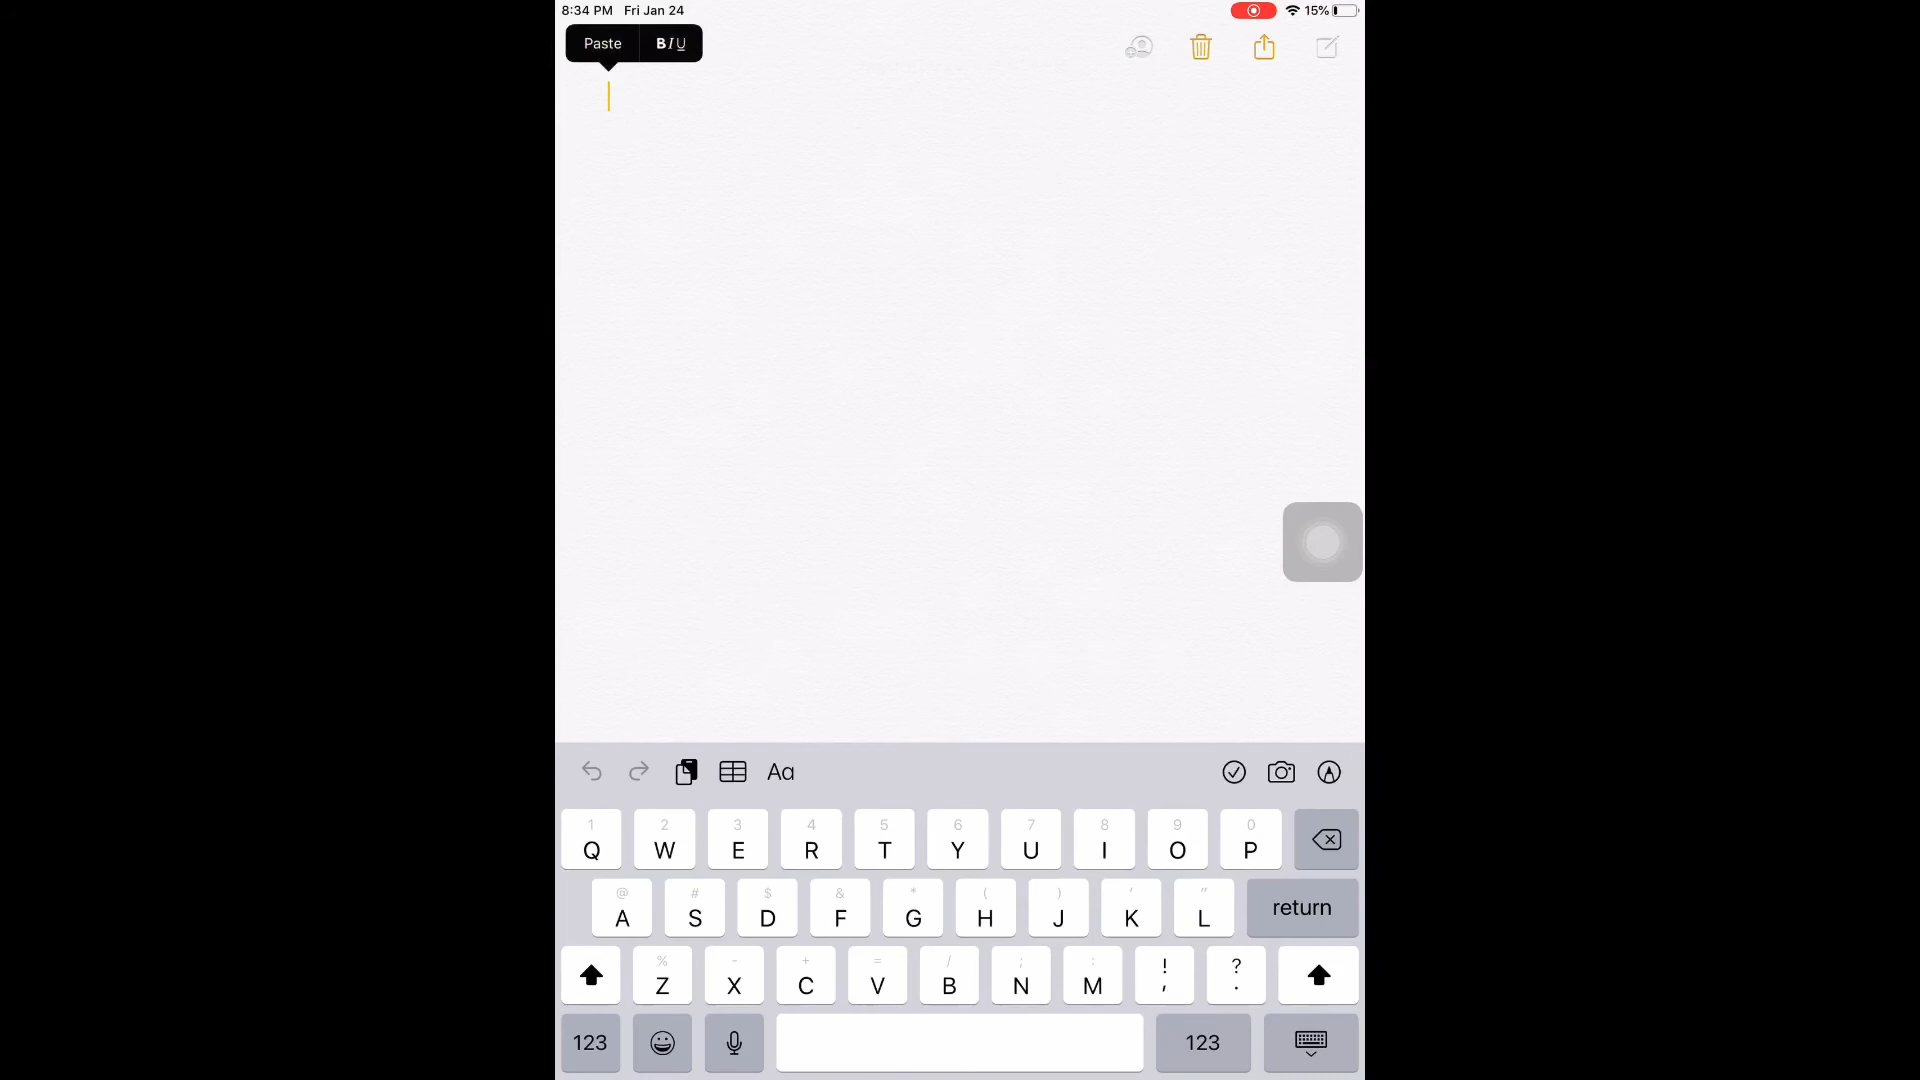 8:34 PM Fri Jan 24 15%
Paste BIU
Aa
1 2 3 4 5 6 7 8 9 0
Q W E R T Y U I O P
@ # $ & * ( ) ' "
A S D F G H J K L return
% - + = / ; : ! ?
Z X C V B N M , .
123 123